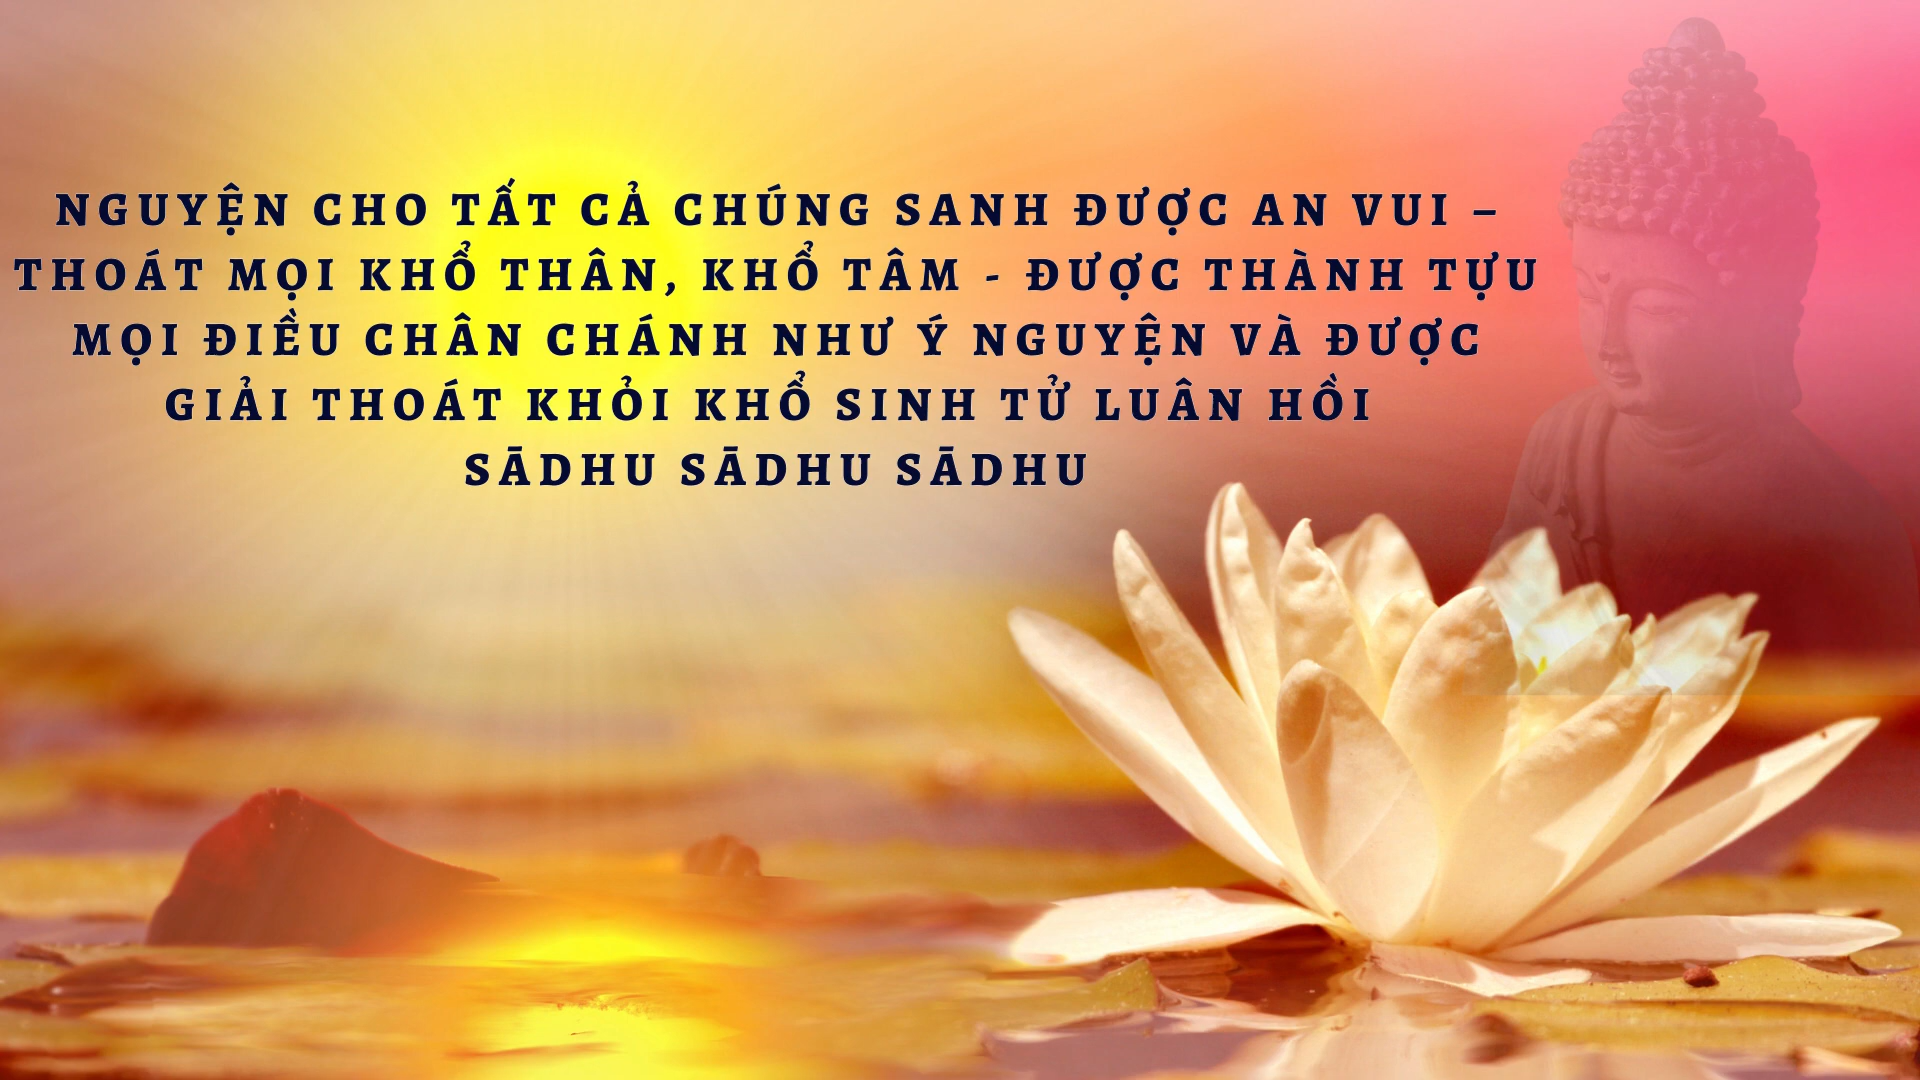 NGUYỆN CHO TẤT CẢ CHÚNG SANH ĐƯỢC AN VUI –
THOÁT MỌI KHỔ THÂN, KHỔ TÂM - ĐƯỢC THÀNH TỰU
MỌI ĐIỀU CHÂN CHÁNH NHƯ Ý NGUYỆN VÀ ĐƯỢC
GIẢI THOÁT KHỎI KHỔ SINH TỬ LUÂN HỒI
SĀDHU SĀDHU SĀDHU